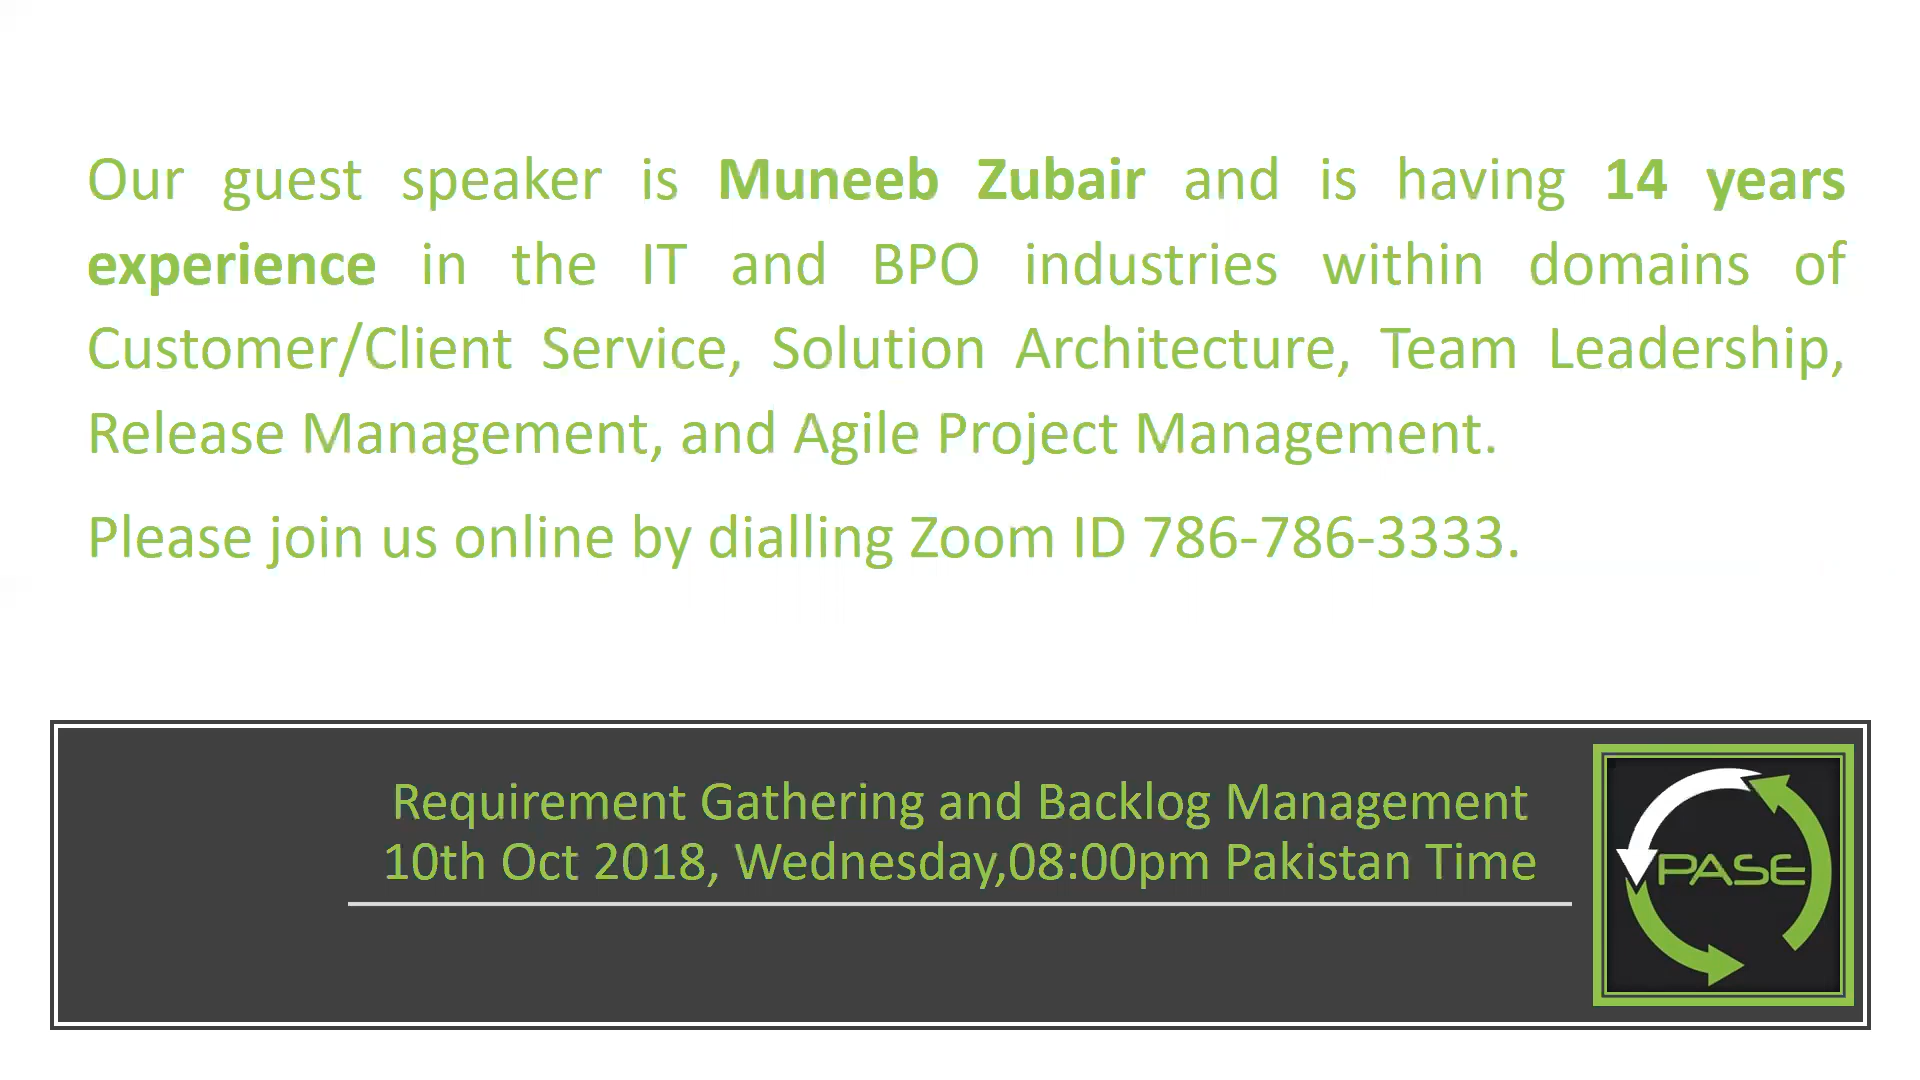 Our guest speaker is Muneeb Zubair and is having 14 years
experience in the IT and BPO industries within domains of
Customer/Client Service, Solution Architecture, Team Leadership,
Release Management, and Agile Project Management.
Please join us online by dialling Zoom ID 786-786-3333.
Requirement Gathering and Backlog Management
10th Oct 2018, Wednesday,08:00pm Pakistan Time
PASE